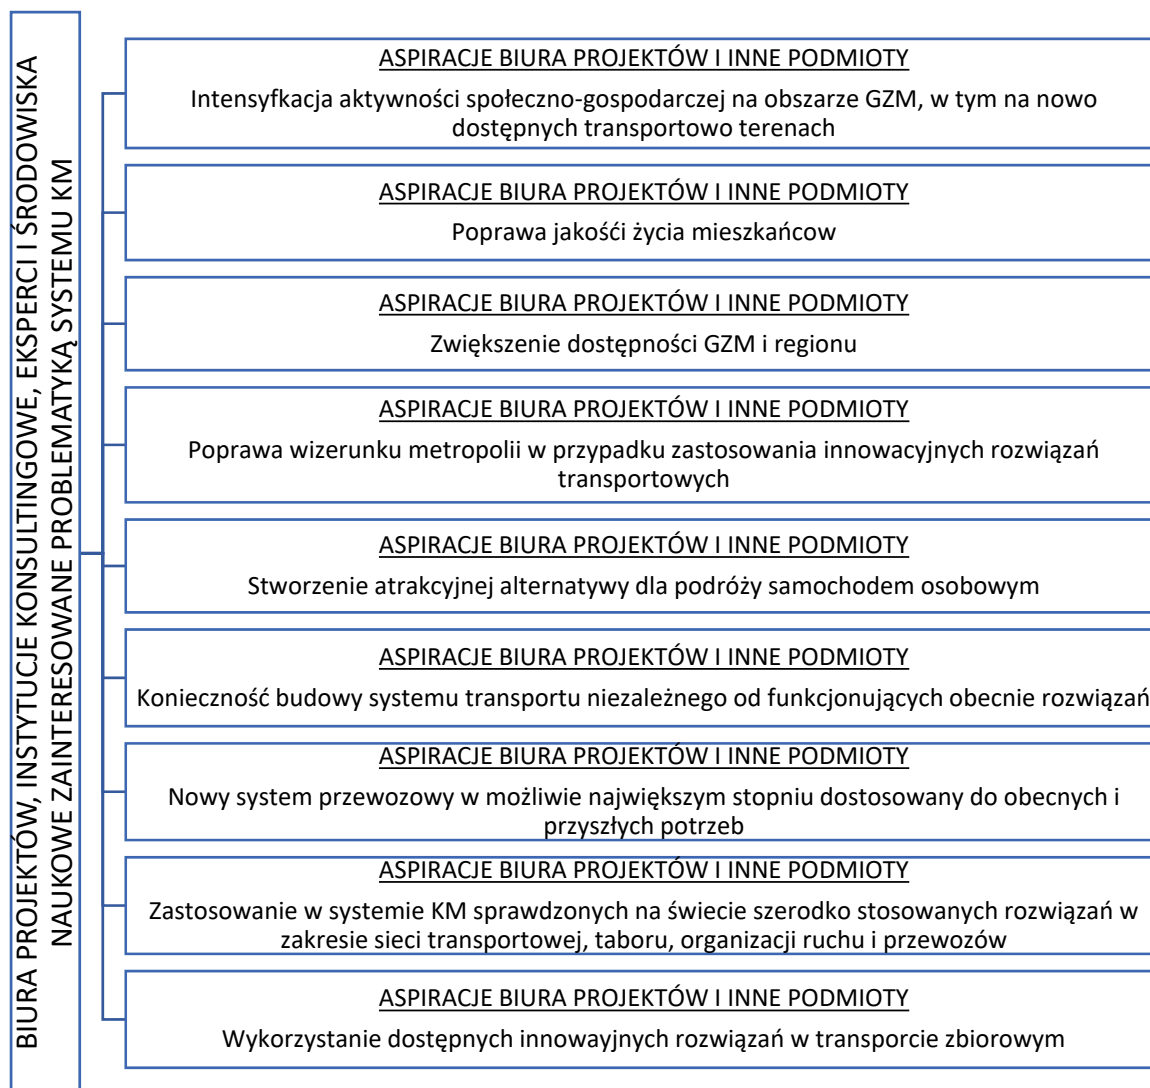 BIURA PROJEKTÓW, INSTYTUCJE KONSULTINGOWE, EKSPERCI I ŚRODOWISKA
NAUKOWE ZAINTERESOWANE PROBLEMATYKĄ SYSTEMU KM
ASPIRACJE BIURA PROJEKTÓW I INNE PODMIOTY
Intensyfkacja aktywności społeczno-gospodarczej na obszarze GZM, w tym na nowo
dostępnych transportowo terenach
ASPIRACJE BIURA PROJEKTÓW I INNE PODMIOTY
Poprawa jakośći życia mieszkańcow
ASPIRACJE BIURA PROJEKTÓW I INNE PODMIOTY
Zwiększenie dostępności GZM i regionu
ASPIRACJE BIURA PROJEKTÓW I INNE PODMIOTY
Poprawa wizerunku metropolii w przypadku zastosowania innowacyjnych rozwiązań
transportowych
ASPIRACJE BIURA PROJEKTÓW I INNE PODMIOTY
Stworzenie atrakcyjnej alternatywy dla podróży samochodem osobowym
ASPIRACJE BIURA PROJEKTÓW I INNE PODMIOTY
Konieczność budowy systemu transportu niezależnego od funkcjonujących obecnie rozwiązań
ASPIRACJE BIURA PROJEKTÓW I INNE PODMIOTY
Nowy system przewozowy w możliwie największym stopniu dostosowany do obecnych i
przyszłych potrzeb
ASPIRACJE BIURA PROJEKTÓW I INNE PODMIOTY
Zastosowanie w systemie KM sprawdzonych na świecie szerodko stosowanych rozwiązań w
zakresie sieci transportowej, taboru, organizacji ruchu i przewozów
ASPIRACJE BIURA PROJEKTÓW I INNE PODMIOTY
Wykorzystanie dostępnych innowayjnych rozwiązań w transporcie zbiorowym